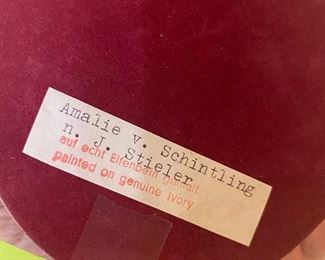 Amalie v. Schintling
n. J. Stieler
auf echt Elfenbein gemalt
painted on genuine Ivory